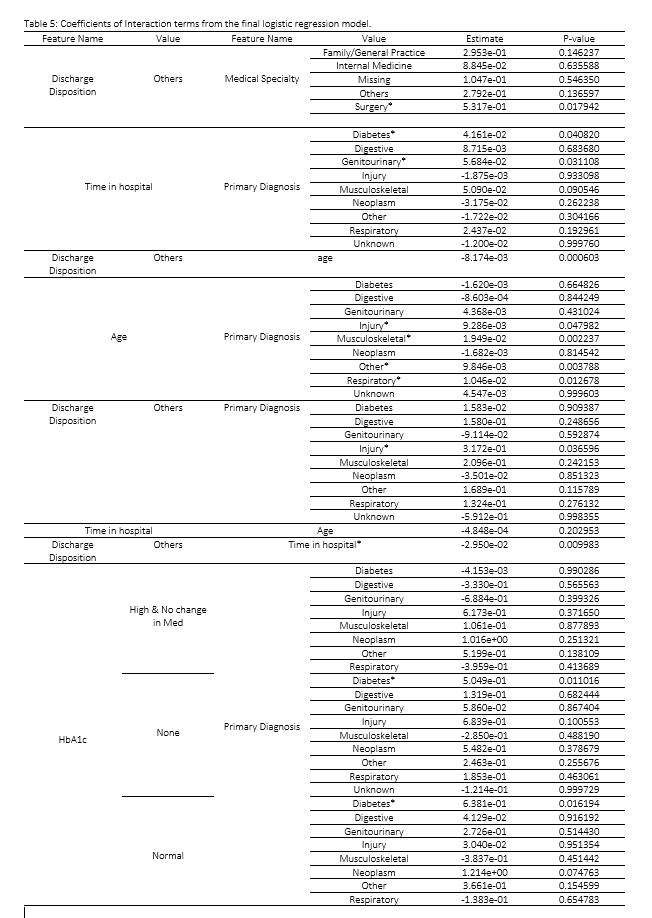 Table 5: Coefficients of Interaction terms from the final logistic regression model.
Feature Name Value Feature Name Value Estimate P-value
Family/General Practice 2.953e-01 0.146237
Internal Medicine 8.845e-02 0.635588
Discharge Disposition Others Medical Specialty Missing 1.047e-01 0.546350
Others 2.792e-01 0.136597
Surgery* 5.317e-01 0.017942
Diabetes* 4.161e-02 0.040820
Digestive 8.715e-03 0.683680
Genitourinary* 5.684e-02 0.031108
Injury -1.875e-03 0.933098
Time in hospital Primary Diagnosis Musculoskeletal 5.090e-02 0.090546
Neoplasm -3.175e-02 0.262238
Other -1.722e-02 0.304166
Respiratory 2.437e-02 0.192961
Unknown -1.200e-02 0.999760
Discharge Disposition Others age -8.174e-03 0.000603
Diabetes -1.620e-03 0.664826
Digestive -8.603e-04 0.844249
Genitourinary 4.368e-03 0.431024
Injury* 9.286e-03 0.047982
Age Primary Diagnosis Musculoskeletal* 1.949e-02 0.002237
Neoplasm -1.682e-03 0.814542
Other* 9.846e-03 0.003788
Respiratory* 1.046e-02 0.012678
Unknown 4.547e-03 0.999603
Discharge Disposition Others Primary Diagnosis Diabetes 1.583e-02 0.909387
Digestive 1.580e-01 0.248656
Genitourinary -9.114e-02 0.592874
Injury* 3.172e-01 0.036596
Musculoskeletal 2.096e-01 0.242153
Neoplasm -3.501e-02 0.851323
Other 1.689e-01 0.115789
Respiratory 1.324e-01 0.276132
Unknown -5.912e-01 0.998355
Time in hospital Age -4.848e-04 0.202953
Discharge Disposition Others Time in hospital* -2.950e-02 0.009983
Diabetes -4.153e-03 0.990286
Digestive -3.330e-01 0.565563
Genitourinary -6.884e-01 0.399326
High & No change in Med Injury 6.173e-01 0.371650
Musculoskeletal 1.061e-01 0.877893
Neoplasm 1.016e+00 0.251321
Other 5.199e-01 0.138109
Respiratory -3.959e-01 0.413689
Diabetes* 5.049e-01 0.011016
Digestive 1.319e-01 0.682444
Genitourinary 5.860e-02 0.867404
Primary Diagnosis Injury 6.839e-01 0.100553
HbA1c None Musculoskeletal -2.850e-01 0.488190
Neoplasm 5.482e-01 0.378679
Other 2.463e-01 0.255676
Respiratory 1.853e-01 0.463061
Unknown -1.214e-01 0.999729
Diabetes* 6.381e-01 0.016194
Digestive 4.129e-02 0.916192
Genitourinary 2.726e-01 0.514430
Injury 3.040e-02 0.951354
Normal Musculoskeletal -3.837e-01 0.451442
Neoplasm 1.214e+00 0.074763
Other 3.661e-01 0.154599
Respiratory -1.383e-01 0.654783